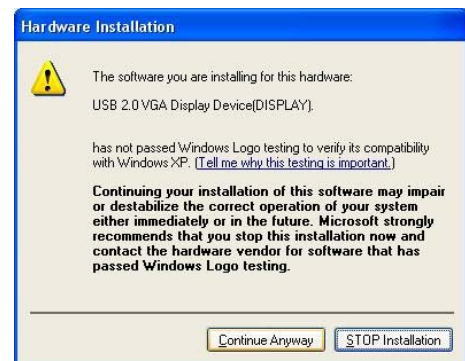 Hardware Installation
The software you are installing for this hardware:
USB 2.0 VGA Display Device(DISPLAY).
has not passed Windows Logo testing to verify its compatibility
with Windows XP. (Tell me why this testing is important.)
Continuing your installation of this software may impair
or destabilize the correct operation of your system
either immediately or in the future. Microsoft strongly
recommends that you stop this installation now and
contact the hardware vendor for software that has
passed Windows Logo testing.
Continue Anyway
STOP Installation